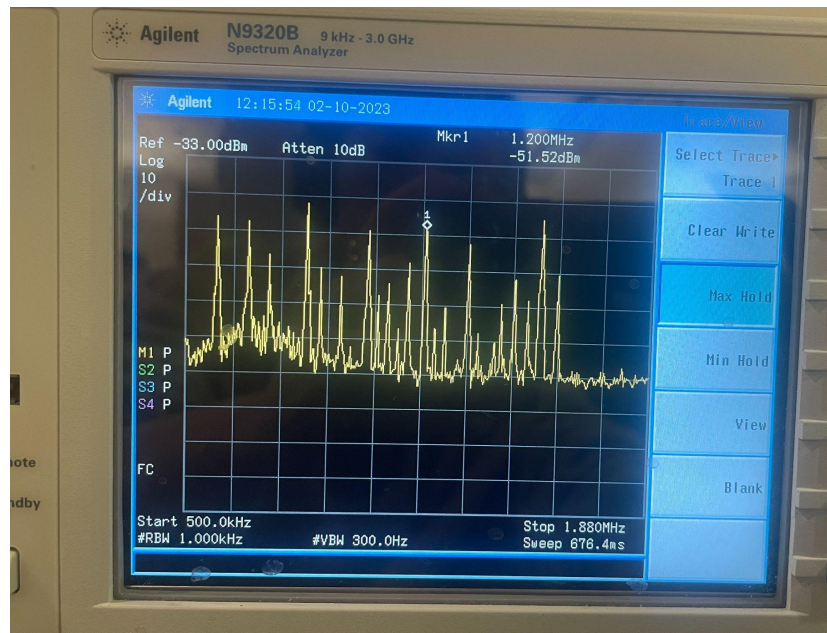 Agilent N9320B 9 kHz - 3.0 GHz
Spectrum Analyzer
Agilent 12:15:54 02-10-2023
Trace/View
Ref -33.00dBm Atten 10dB Mkr1 1.200MHz
-51.52dBm
Log
10
/div
Select Trace
Trace 1
Clear Write
Max Hold
Min Hold
View
Blank
1
M1 P
S2 P
S3 P
S4 P
FC
Start 500.0kHz Stop 1.880MHz
#RBW 1.000kHz #VBW 300.0Hz Sweep 676.4ms